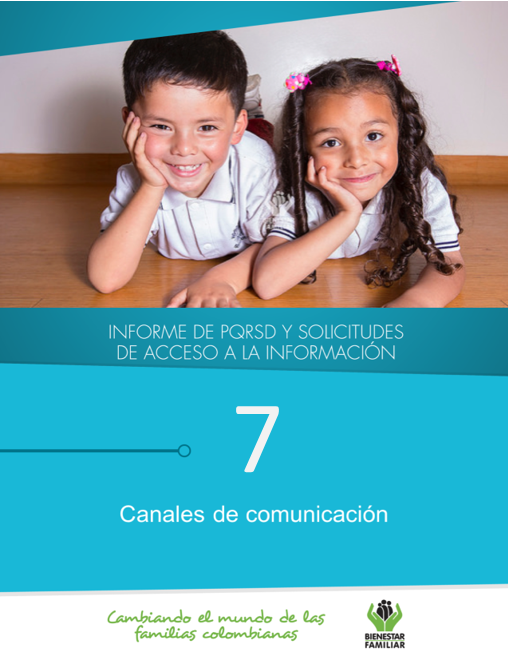 INFORME DE PQRSD Y SOLICITUDES
DE ACCESO A LA INFORMACIÓN
7
Canales de comunicación
Cambiando el mundo de las
familias colombianas
BIENESTAR
FAMILIAR